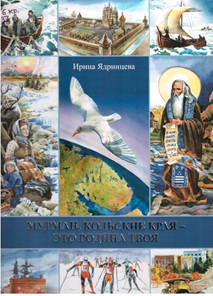 Ирина Ядринцева
МУРМАН, КОЛЬСКИЕ КРАЯ –
ЭТО РОДИНА ТВОЯ